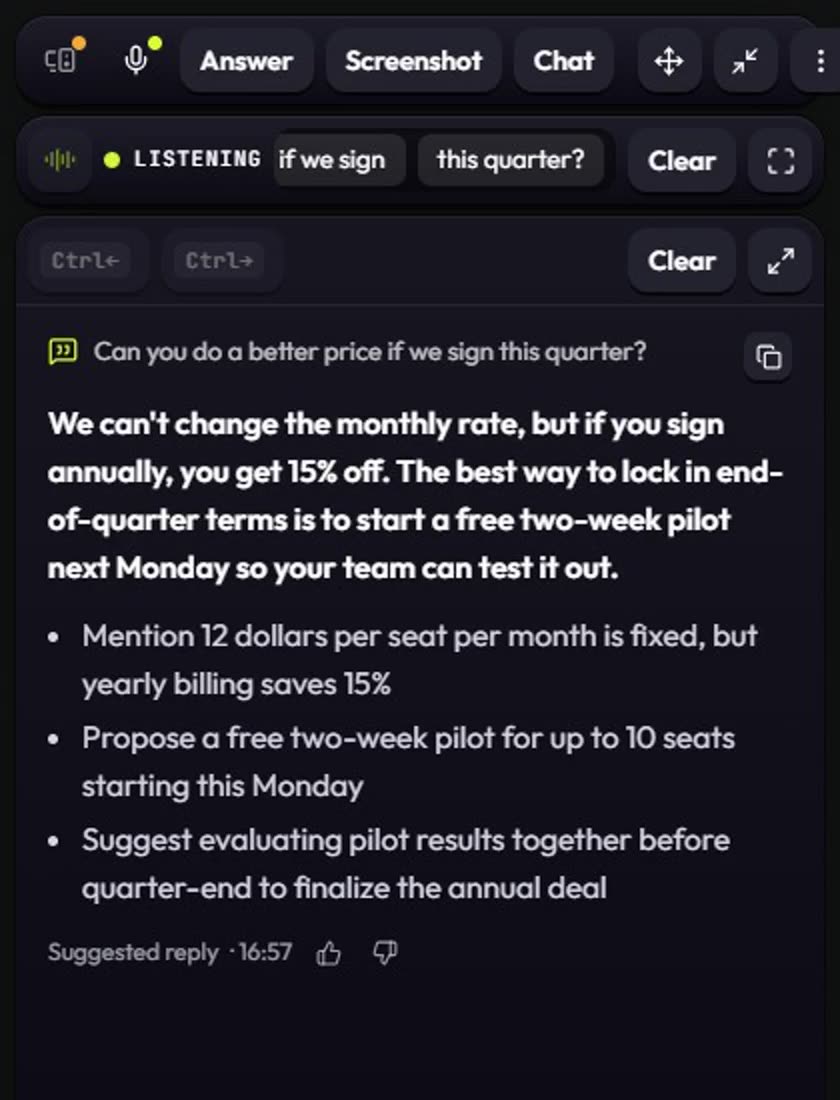 Answer Screenshot Chat
LISTENING if we sign this quarter? Clear
Ctrl← Ctrl→ Clear
Can you do a better price if we sign this quarter?
We can't change the monthly rate, but if you sign
annually, you get 15% off. The best way to lock in end-
of-quarter terms is to start a free two-week pilot
next Monday so your team can test it out.
• Mention 12 dollars per seat per month is fixed, but
yearly billing saves 15%
• Propose a free two-week pilot for up to 10 seats
starting this Monday
• Suggest evaluating pilot results together before
quarter-end to finalize the annual deal
Suggested reply · 16:57